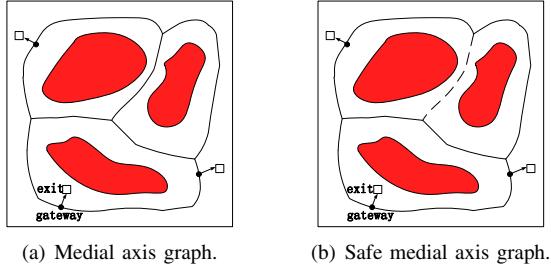 exit
gateway
exit
gateway
(a) Medial axis graph.
(b) Safe medial axis graph.